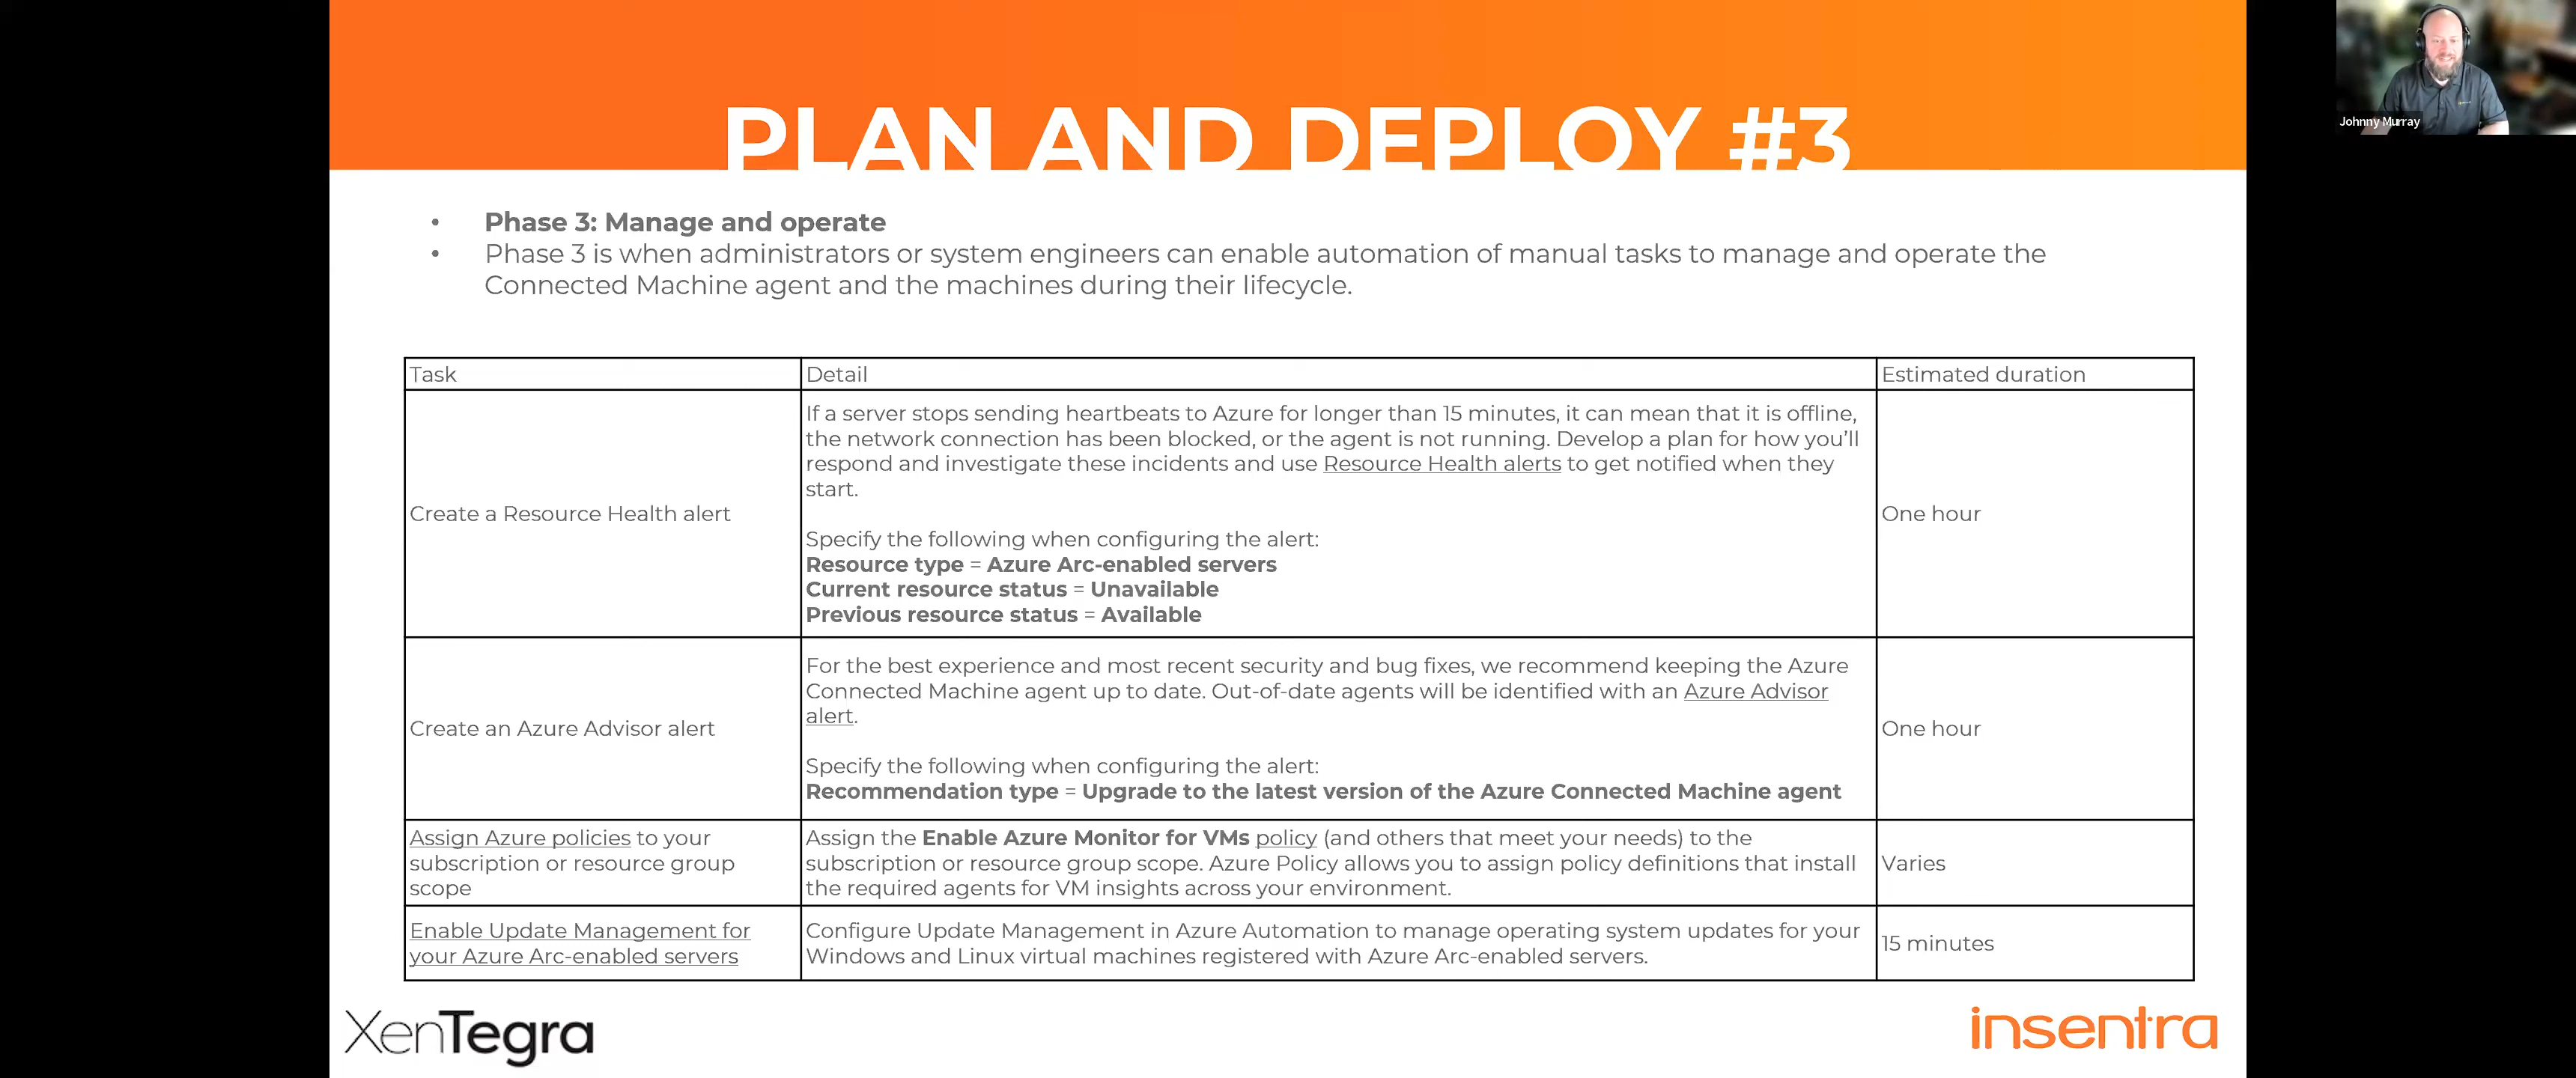 PLAN AND DEPLOY #3
Johnny Murray
• Phase 3: Manage and operate
• Phase 3 is when administrators or system engineers can enable automation of manual tasks to manage and operate the
Connected Machine agent and the machines during their lifecycle.
Task
Detail
Estimated duration
Create a Resource Health alert
If a server stops sending heartbeats to Azure for longer than 15 minutes, it can mean that it is offline,
the network connection has been blocked, or the agent is not running. Develop a plan for how you'll
respond and investigate these incidents and use Resource Health alerts to get notified when they
start.
Specify the following when configuring the alert:
Resource type = Azure Arc-enabled servers
Current resource status = Unavailable
Previous resource status = Available
One hour
Create an Azure Advisor alert
For the best experience and most recent security and bug fixes, we recommend keeping the Azure
Connected Machine agent up to date. Out-of-date agents will be identified with an Azure Advisor
alert.
Specify the following when configuring the alert:
Recommendation type = Upgrade to the latest version of the Azure Connected Machine agent
One hour
Assign Azure policies to your
subscription or resource group
scope
Assign the Enable Azure Monitor for VMs policy (and others that meet your needs) to the
subscription or resource group scope. Azure Policy allows you to assign policy definitions that install
the required agents for VM insights across your environment.
Varies
Enable Update Management for
your Azure Arc-enabled servers
Configure Update Management in Azure Automation to manage operating system updates for your
Windows and Linux virtual machines registered with Azure Arc-enabled servers.
15 minutes
XenTegra
insentra